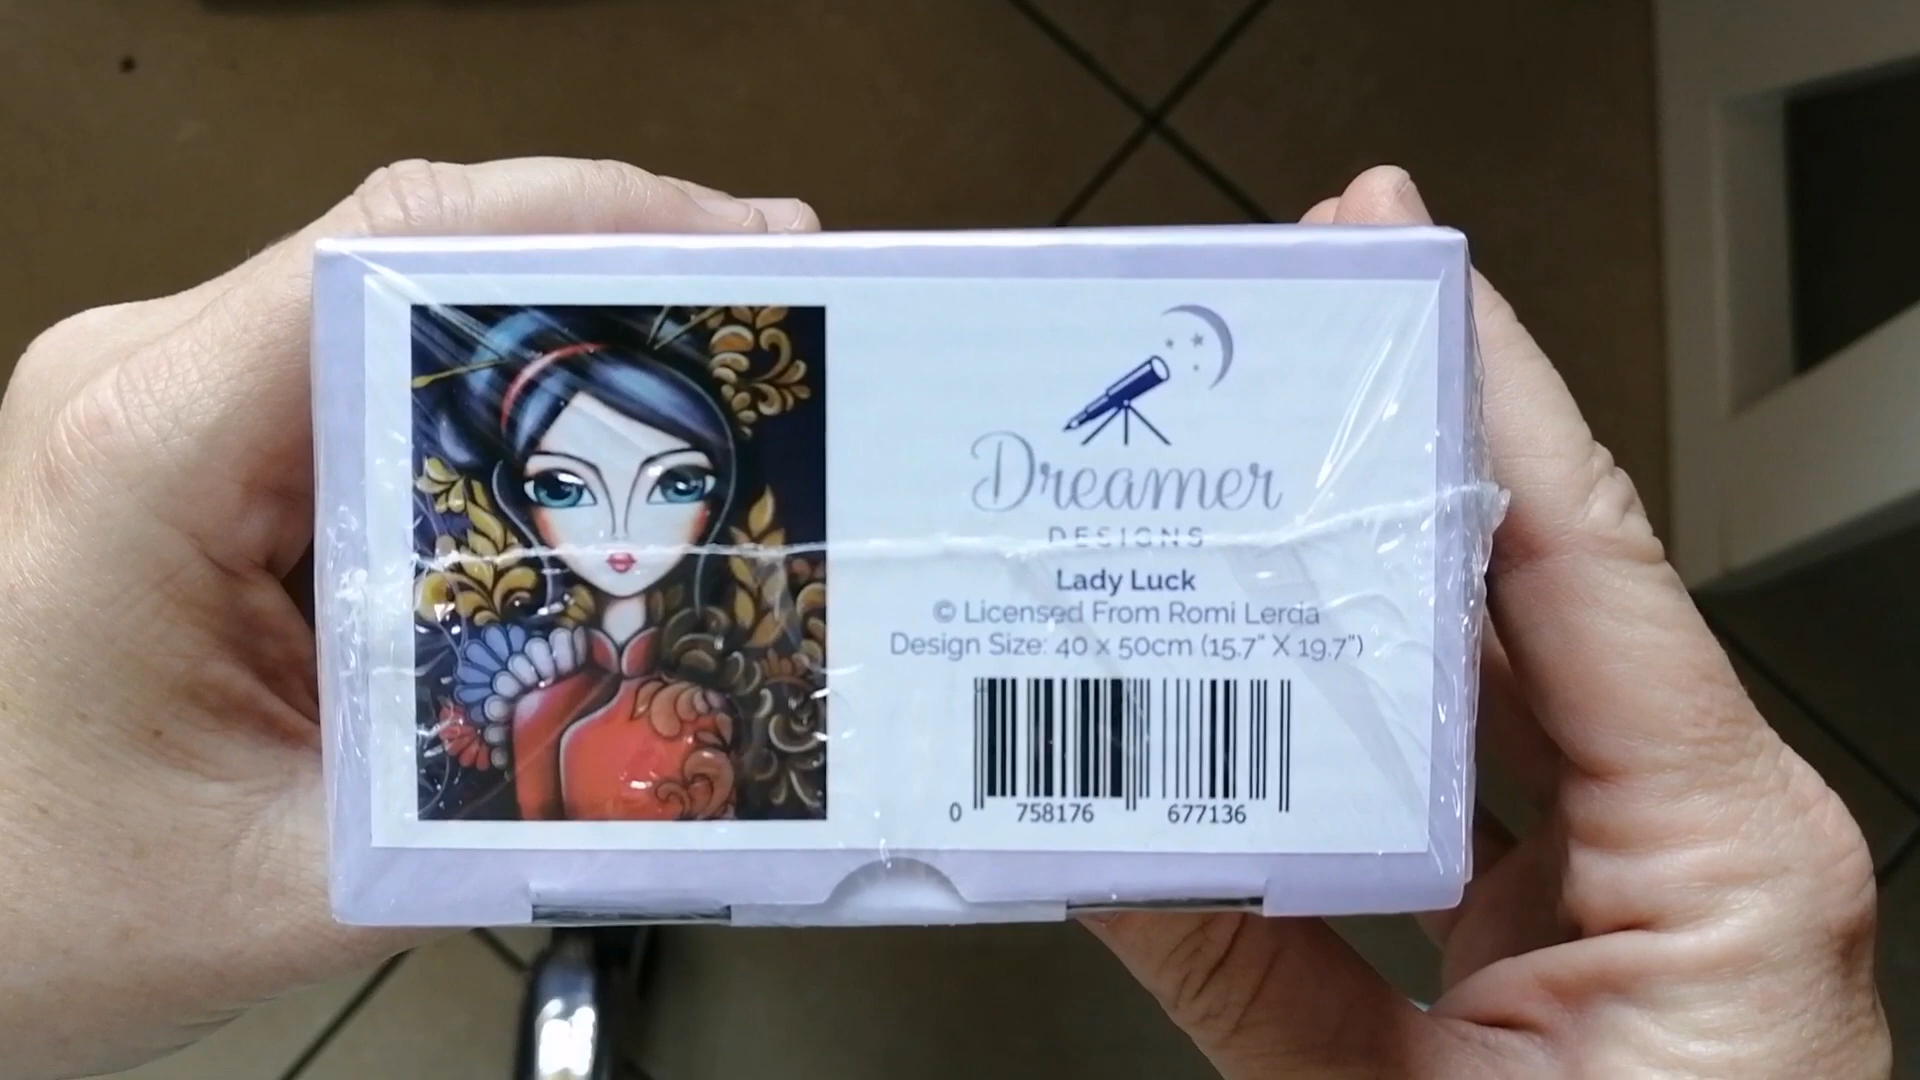 Dreamer
DESIGNS
Lady Luck
© Licensed From Romi Lerda
Design Size: 40 x 50cm (15.7" X 19.7")
0 758176 677136